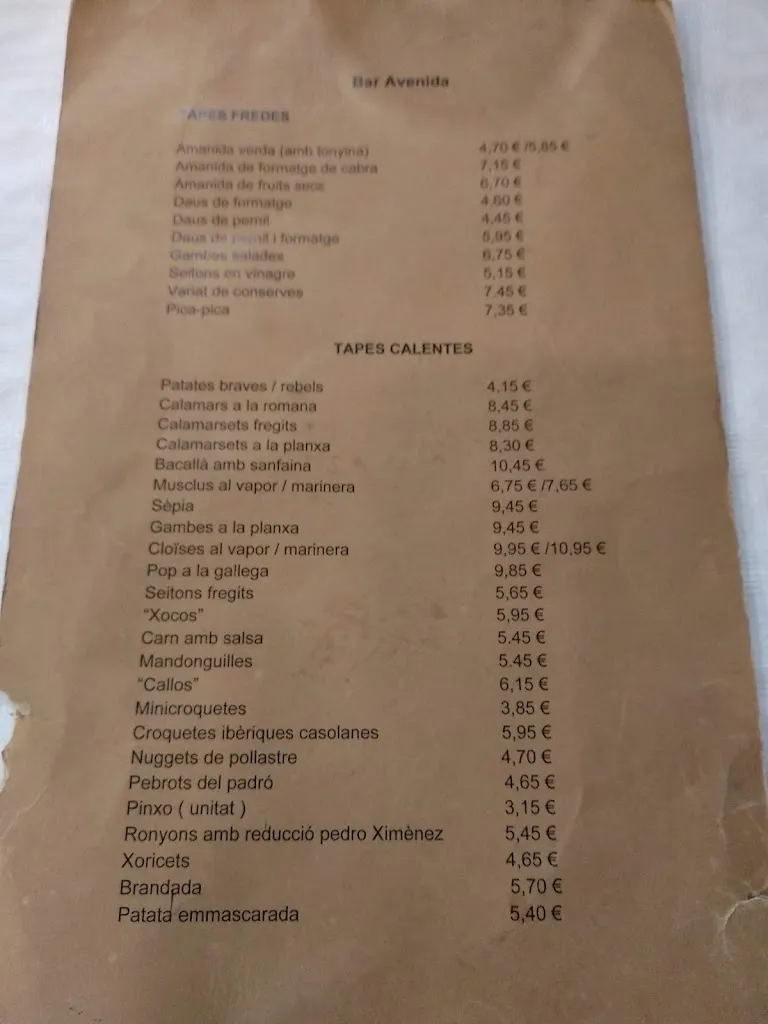 Bar Avenida
TAPES FREDES
Amanida verda (amb tonyina) 4,70 € /5,85 €
Amanida de formatge de cabra 7,15 €
Amanida de fruits secs 6,70 €
Daus de formatge 4,60 €
Daus de pernil 4,45 €
Daus de pernil i formatge 5,95 €
Gambes salades 6,75 €
Seitons en vinagre 5,15 €
Variat de conserves 7.45 €
Pica-pica 7,35 €
TAPES CALENTES
Patates braves / rebels 4,15 €
Calamars a la romana 8,45 €
Calamarsets fregits 8,85 €
Calamarsets a la planxa 8,30 €
Bacallà amb sanfaina 10,45 €
Musclus al vapor / marinera 6,75 € /7,65 €
Sèpia 9,45 €
Gambes a la planxa 9,45 €
Cloïses al vapor / marinera 9,95 € /10,95 €
Pop a la gallega 9,85 €
Seitons fregits 5,65 €
“Xocos” 5,95 €
Carn amb salsa 5.45 €
Mandonguilles 5.45 €
“Callos” 6,15 €
Minicroquetes 3,85 €
Croquetes ibèriques casolanes 5,95 €
Nuggets de pollastre 4,70 €
Pebrots del padró 4,65 €
Pinxo ( unitat ) 3,15 €
Ronyons amb reducció pedro Ximènez 5,45 €
Xoricets 4,65 €
Brandada 5,70 €
Patata emmascarada 5,40 €